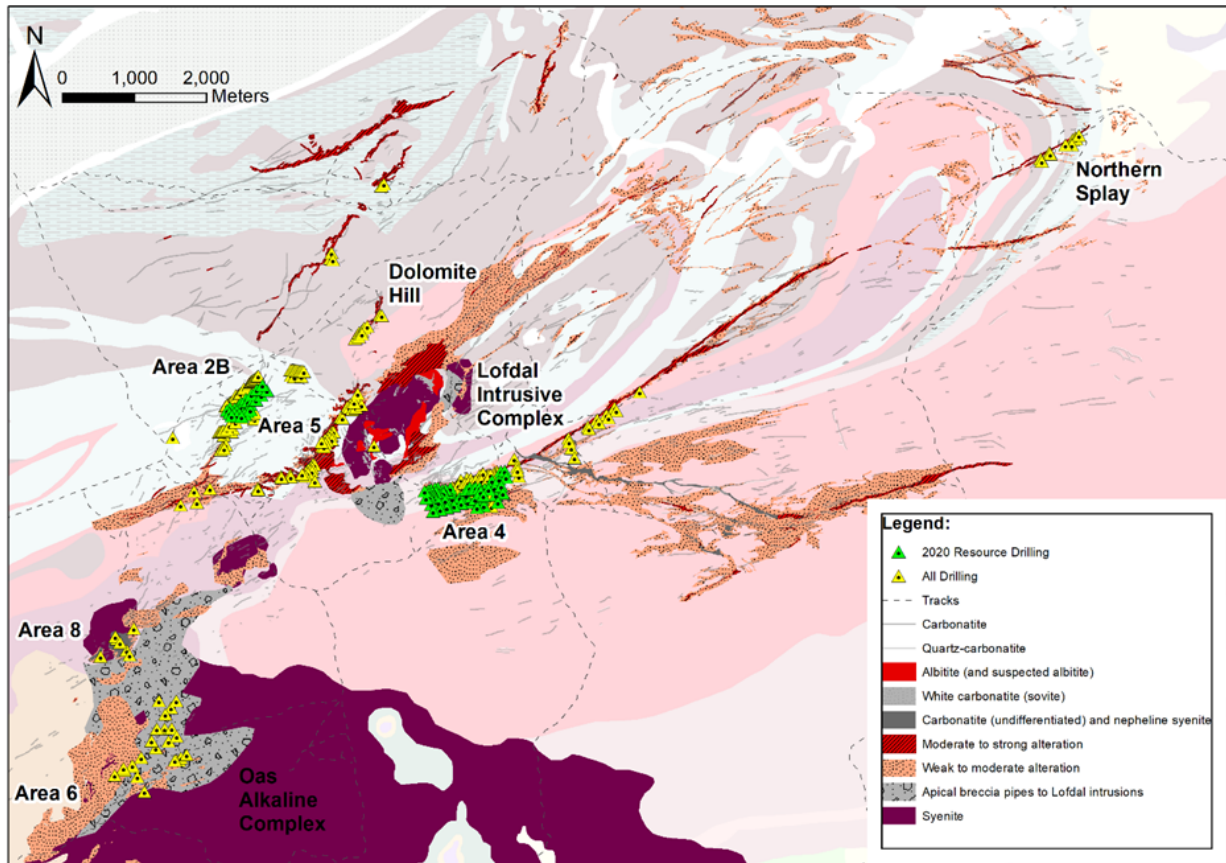 N
0 1,000 2,000
Meters
Northern
Splay
Dolomite
Hill
Area 2B
Lofdal
Intrusive
Complex
Area 5
Area 4
Area 8
Area 6
Oas
Alkaline
Complex
Legend:
2020 Resource Drilling
All Drilling
Tracks
Carbonatite
Quartz-carbonatite
Albitite (and suspected albitite)
White carbonatite (sovite)
Carbonatite (undifferentiated) and nepheline syenite
Moderate to strong alteration
Weak to moderate alteration
Apical breccia pipes to Lofdal intrusions
Syenite